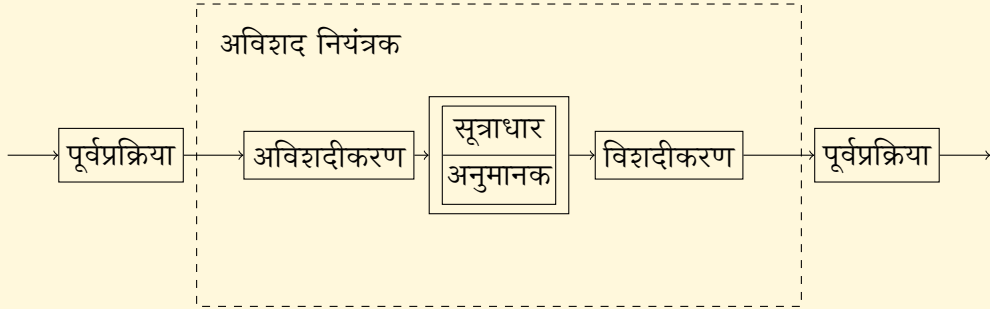 अविशद नियंत्रक
पूर्वप्रक्रिया
अविशदीकरण
सूत्राधार
अनुमानक
विशदीकरण
पूर्वप्रक्रिया